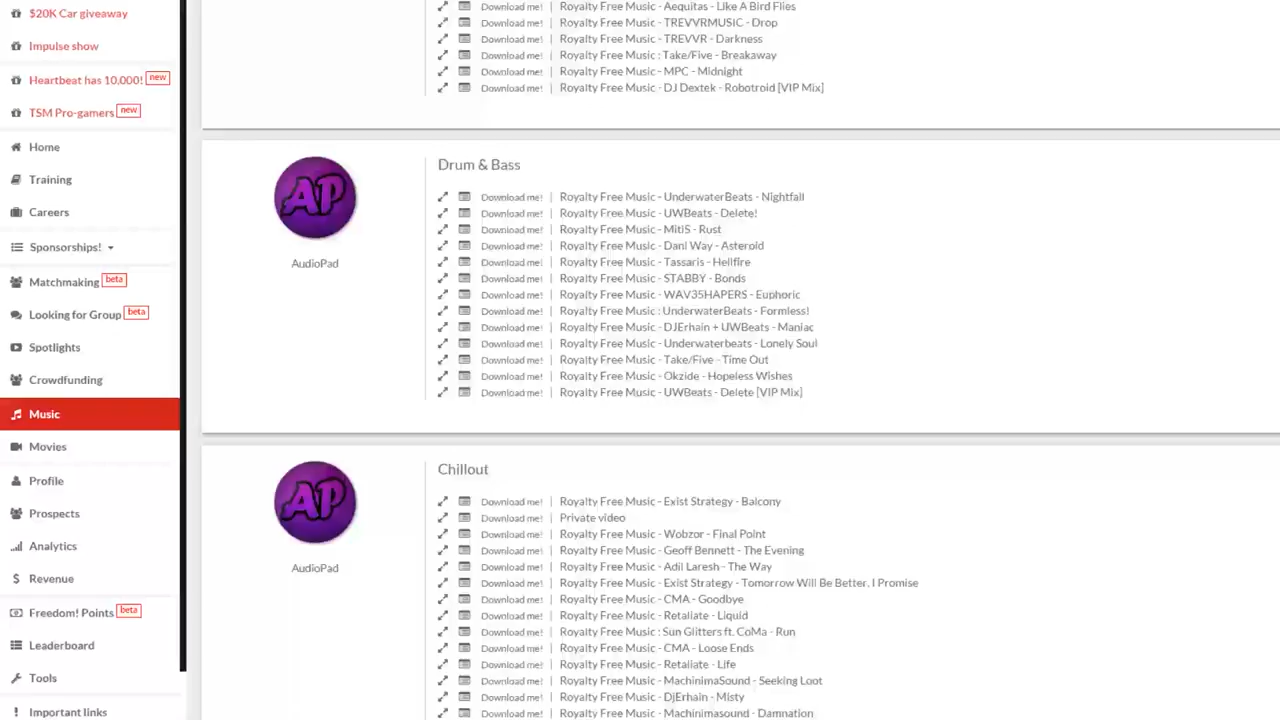 $20K Car giveaway
Impulse show
Heartbeat has 10,000! new
TSM Pro-gamers new
Home
Training
Careers
Sponsorships!
Matchmaking beta
Looking for Group beta
Spotlights
Crowdfunding
Music
Movies
Profile
Prospects
Analytics
$ Revenue
Freedom! Points beta
Leaderboard
Tools
! Important links
Download me! | Royalty Free Music - Aequitas - Like A Bird Flies
Download me! | Royalty Free Music - TREVVRMUSIC - Drop
Download me! | Royalty Free Music - TREVVR - Darkness
Download me! | Royalty Free Music : Take/Five - Breakaway
Download me! | Royalty Free Music - MPC - Midnight
Download me! | Royalty Free Music - DJ Dextek - Robotroid [VIP Mix]
AP
AudioPad
Drum & Bass
Download me! | Royalty Free Music - UnderwaterBeats - Nightfall
Download me! | Royalty Free Music - UWBeats - Delete!
Download me! | Royalty Free Music - MitiS - Rust
Download me! | Royalty Free Music - Dani Way - Asteroid
Download me! | Royalty Free Music - Tassaris - Hellfire
Download me! | Royalty Free Music - STABBY - Bonds
Download me! | Royalty Free Music - WAV35HAPERS - Euphoric
Download me! | Royalty Free Music : UnderwaterBeats - Formless!
Download me! | Royalty Free Music - DJErhain + UWBeats - Maniac
Download me! | Royalty Free Music - Underwaterbeats - Lonely Soul
Download me! | Royalty Free Music - Take/Five - Time Out
Download me! | Royalty Free Music - Okzide - Hopeless Wishes
Download me! | Royalty Free Music - UWBeats - Delete [VIP Mix]
AP
AudioPad
Chillout
Download me! | Royalty Free Music - Exist Strategy - Balcony
Download me! | Private video
Download me! | Royalty Free Music - Wobzor - Final Point
Download me! | Royalty Free Music - Geoff Bennett - The Evening
Download me! | Royalty Free Music - Adil Laresh - The Way
Download me! | Royalty Free Music - Exist Strategy - Tomorrow Will Be Better, I Promise
Download me! | Royalty Free Music - CMA - Goodbye
Download me! | Royalty Free Music - Retaliate - Liquid
Download me! | Royalty Free Music : Sun Glitters ft. CoMa - Run
Download me! | Royalty Free Music - CMA - Loose Ends
Download me! | Royalty Free Music - Retaliate - Life
Download me! | Royalty Free Music - MachinimaSound - Seeking Loot
Download me! | Royalty Free Music - DjErhain - Misty
Download me! | Royalty Free Music - Machinimasound - Damnation